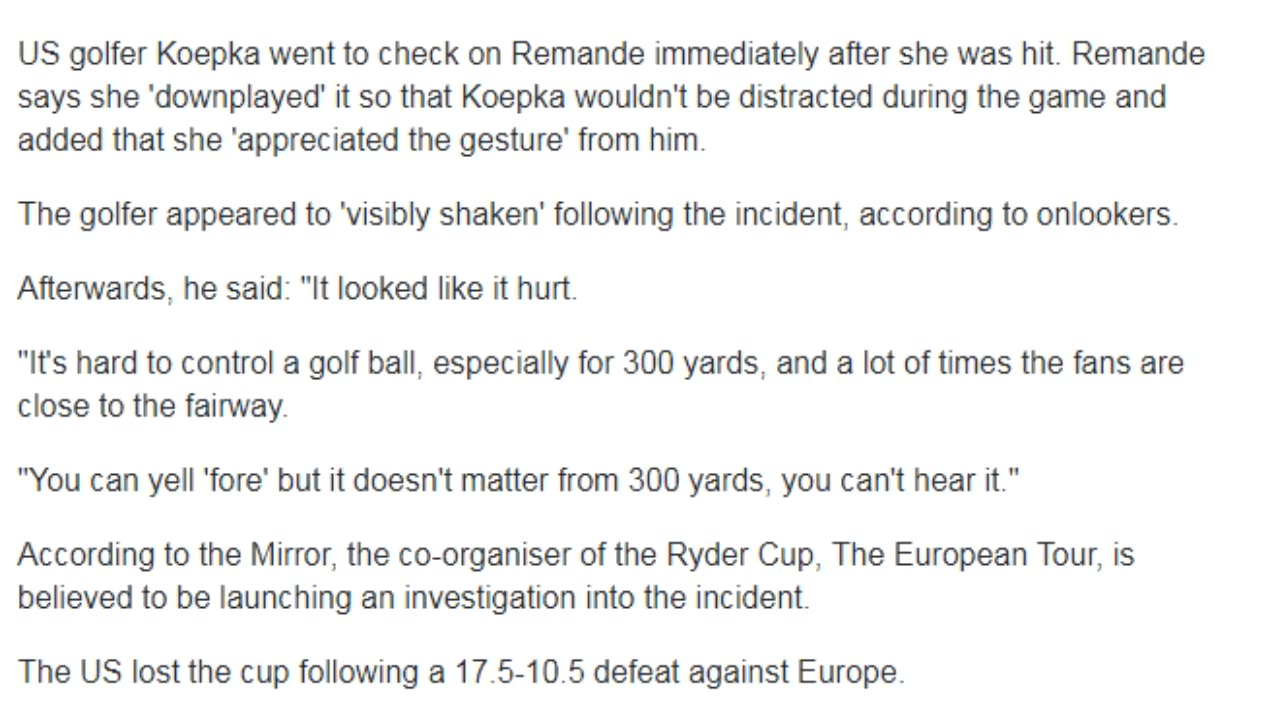 US golfer Koepka went to check on Remande immediately after she was hit. Remande
says she 'downplayed' it so that Koepka wouldn't be distracted during the game and
added that she 'appreciated the gesture' from him.
The golfer appeared to 'visibly shaken' following the incident, according to onlookers.
Afterwards, he said: "It looked like it hurt.
"It's hard to control a golf ball, especially for 300 yards, and a lot of times the fans are
close to the fairway.
"You can yell 'fore' but it doesn't matter from 300 yards, you can't hear it."
According to the Mirror, the co-organiser of the Ryder Cup, The European Tour, is
believed to be launching an investigation into the incident.
The US lost the cup following a 17.5-10.5 defeat against Europe.